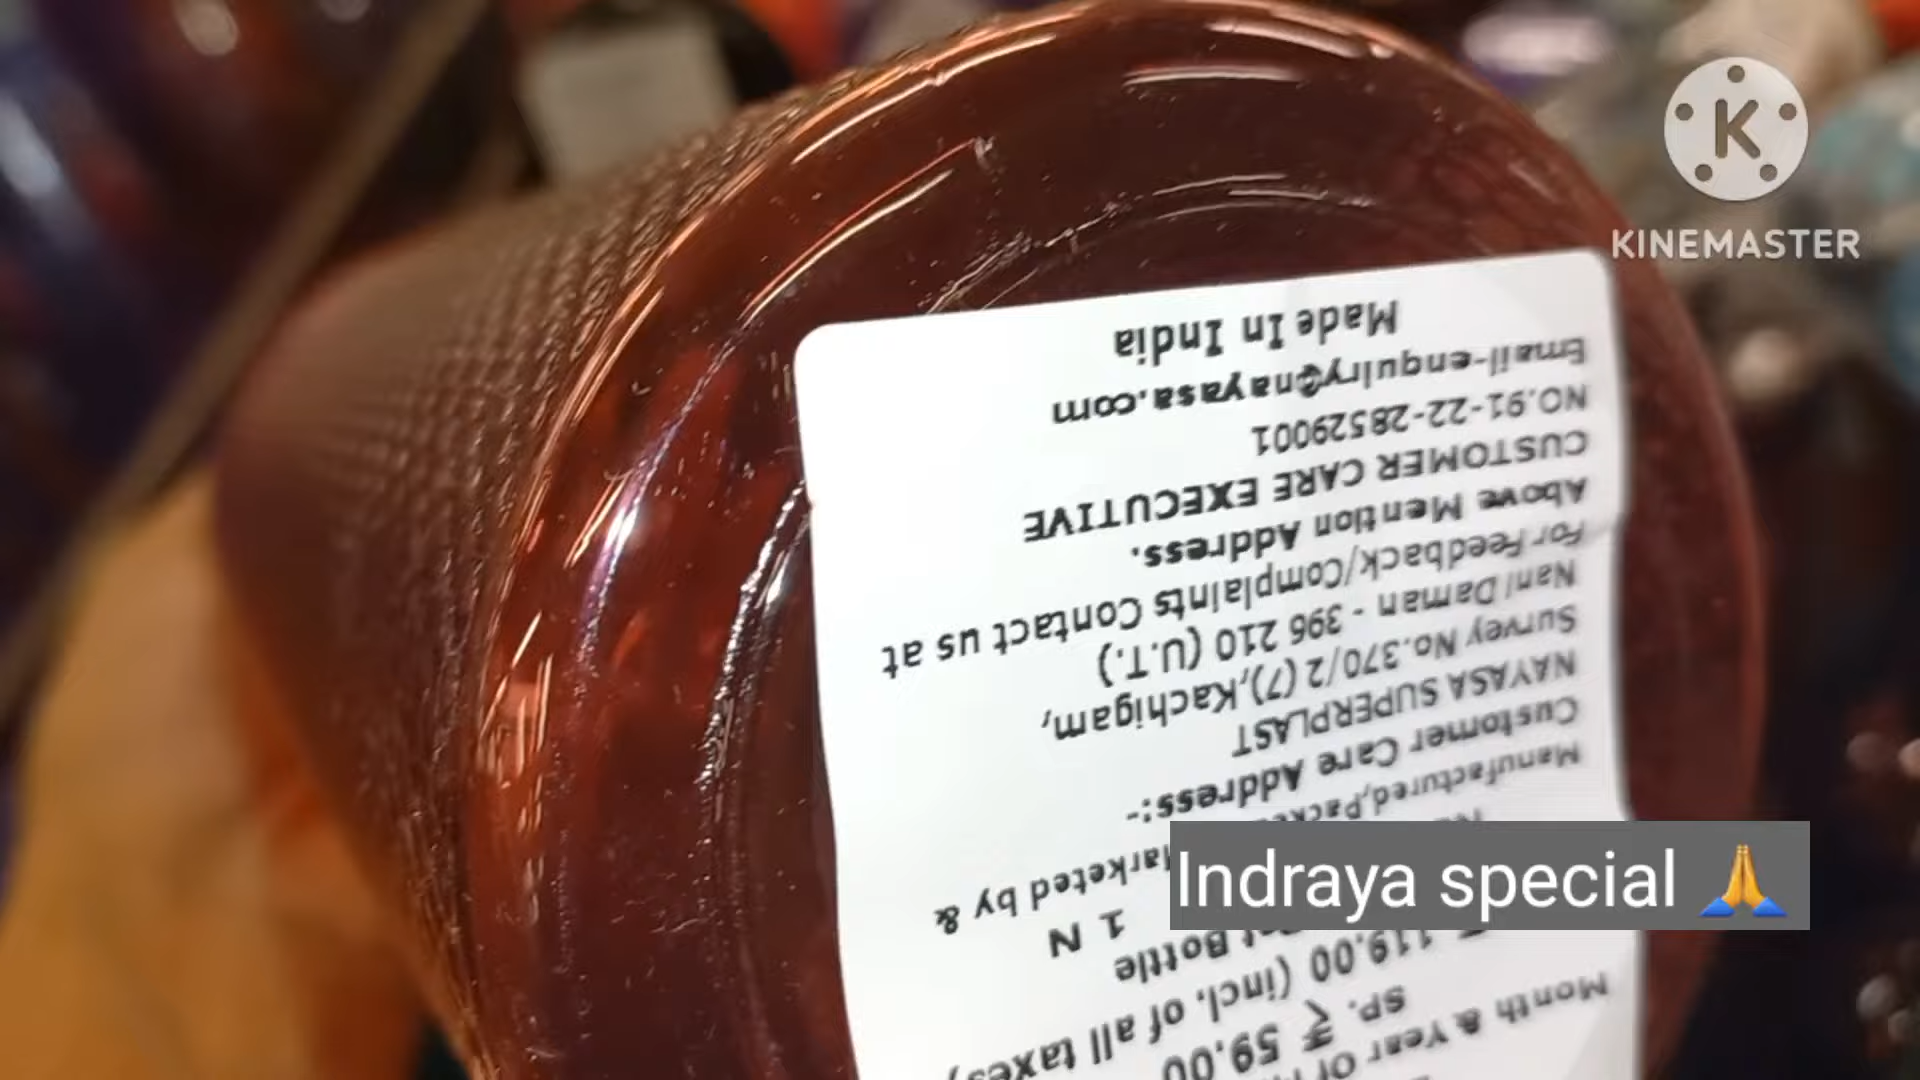 KINEMASTER
Month & Year Of
SP. ₹ 59.00
119.00 (incl. of all taxes)
Bottle
1 N
Marketed by &
Manufactured,Packed
Customer Care Address:-
NAYASA SUPERPLAST
Survey No.370/2 (7),Kachigam,
Nani Daman - 396 210 (U.T.)
For Feedback/Complaints Contact us at
Above Mention Address.
CUSTOMER CARE EXECUTIVE
NO.91-22-28529001
Email-enquiry@nayasa.com
Made In India
Indraya special 🙏